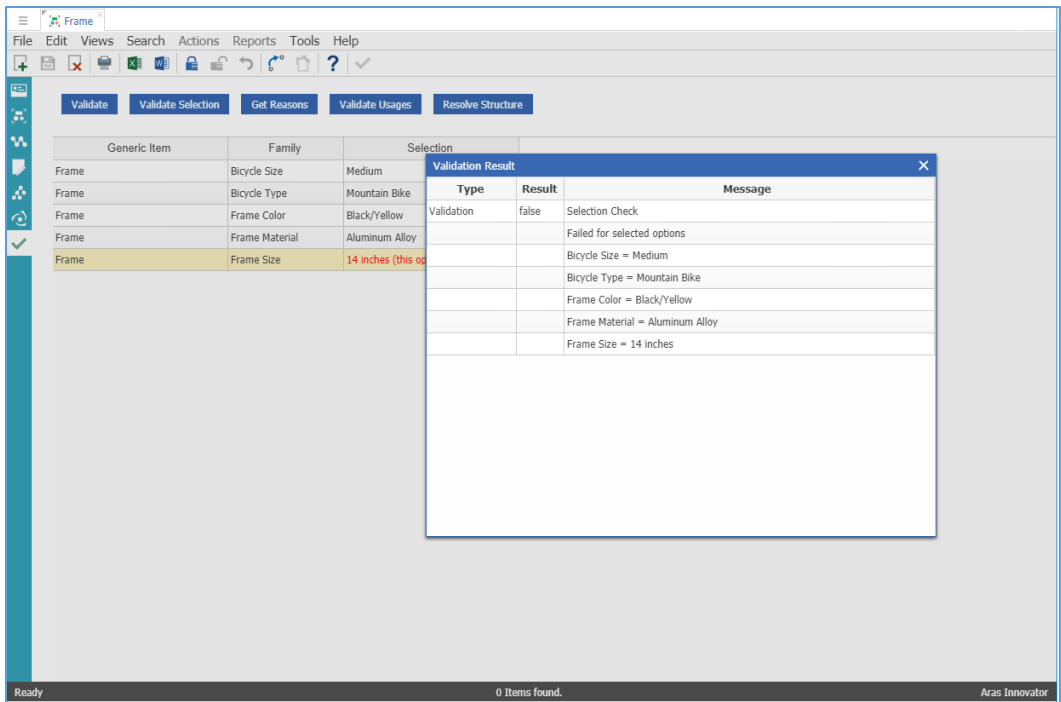 Frame
File Edit Views Search Actions Reports Tools Help
Validate Validate Selection Get Reasons Validate Usages Resolve Structure
Generic Item Family Selection
Frame Bicycle Size Medium
Frame Bicycle Type Mountain Bike
Frame Frame Color Black/Yellow
Frame Frame Material Aluminum Alloy
Frame Frame Size 14 inches (this op
Validation Result
Type Result Message
Validation false Selection Check
Failed for selected options
Bicycle Size = Medium
Bicycle Type = Mountain Bike
Frame Color = Black/Yellow
Frame Material = Aluminum Alloy
Frame Size = 14 inches
Ready 0 Items found. Aras Innovator